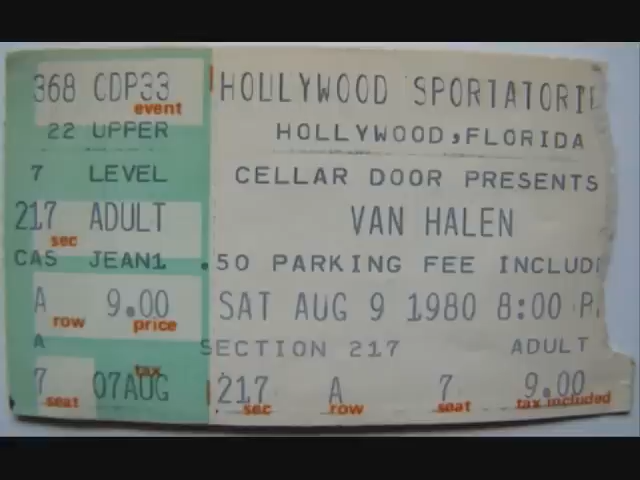 368 CDP33
event
22 UPPER
7 LEVEL
217 ADULT
sec
CAS JEAN1
A 9.00
row price
A
tax
7 07AUG
seat
HOLLYWOOD SPORTATORI
HOLLYWOOD,FLORIDA
CELLAR DOOR PRESENTS
VAN HALEN
.50 PARKING FEE INCLUD
SAT AUG 9 1980 8:00 P
SECTION 217 ADULT
217 A 7 9.00
sec row seat tax included